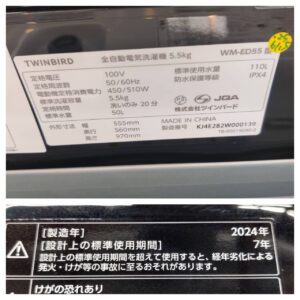 TWINBIRD 全自動電気洗濯機 5.5kg WM-ED55
定格電圧 100V
定格周波数 50/60Hz
電動機定格消費電力 450/510W
標準洗濯容量 5.5kg
洗いのみ 20分
標準水量 50L
外形寸法 幅 555mm
奥行 560mm
高さ
標準使用水量 110L
防水保護等級 IPX4
JQA
株式会社ツインバード
MADE IN CHINA
製造番号 KJ4E282W000139
[製造年] 2024年
[設計上の標準使用期間] 7年
設計上の標準使用期間を超えて使用すると、経年劣化による
発火・けが等の事故に至るおそれがあります。
けがの恐れあり